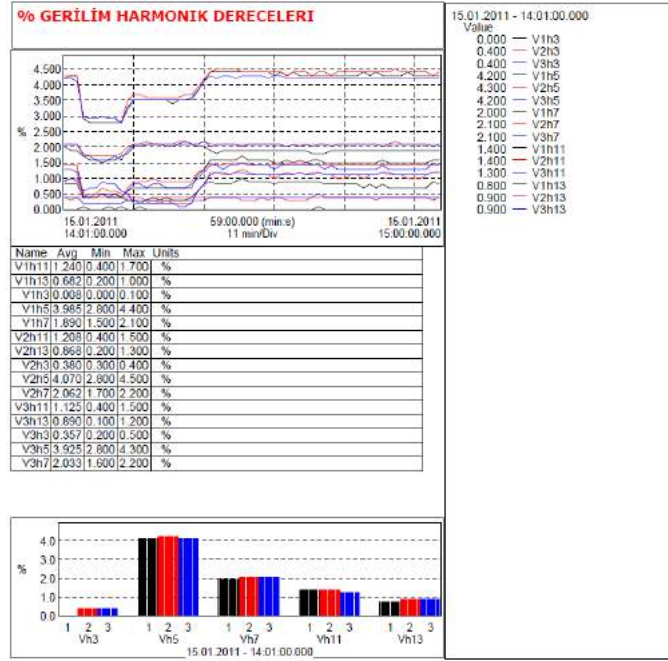 % GERİLİM HARMONIK DERECELERI
4.500
4.000
3.500
3.000
2.500
2.000
1.500
1.000
0.500
0.000
%
15.01.2011 59:00.000 (min:s) 15.01.2011
14:01:00.000 11 min/Div 15:00:00.000
Name Avg Min Max Units
V1h11 1.240 0.400 1.700 %
V1h13 0.682 0.200 1.000 %
V1h3 0.008 0.000 0.100 %
V1h5 3.985 2.800 4.400 %
V1h7 1.890 1.500 2.100 %
V2h11 1.208 0.400 1.500 %
V2h13 0.868 0.200 1.300 %
V2h3 0.380 0.300 0.400 %
V2h5 4.070 2.800 4.500 %
V2h7 2.062 1.700 2.200 %
V3h11 1.125 0.400 1.500 %
V3h13 0.890 0.100 1.200 %
V3h3 0.357 0.200 0.500 %
V3h5 3.925 2.800 4.300 %
V3h7 2.033 1.600 2.200 %
4.0
3.0
2.0
1.0
0.0
%
1 2 3 1 2 3 1 2 3 1 2 3 1 2 3
Vh3 Vh5 Vh7 Vh11 Vh13
15.01.2011 - 14:01:00.000
15.01.2011 - 14:01:00.000
Value
0.000 V1h3
0.400 V2h3
0.400 V3h3
4.200 V1h5
4.300 V2h5
4.200 V3h5
2.000 V1h7
2.100 V2h7
2.100 V3h7
1.400 V1h11
1.400 V2h11
1.300 V3h11
0.800 V1h13
0.900 V2h13
0.900 V3h13